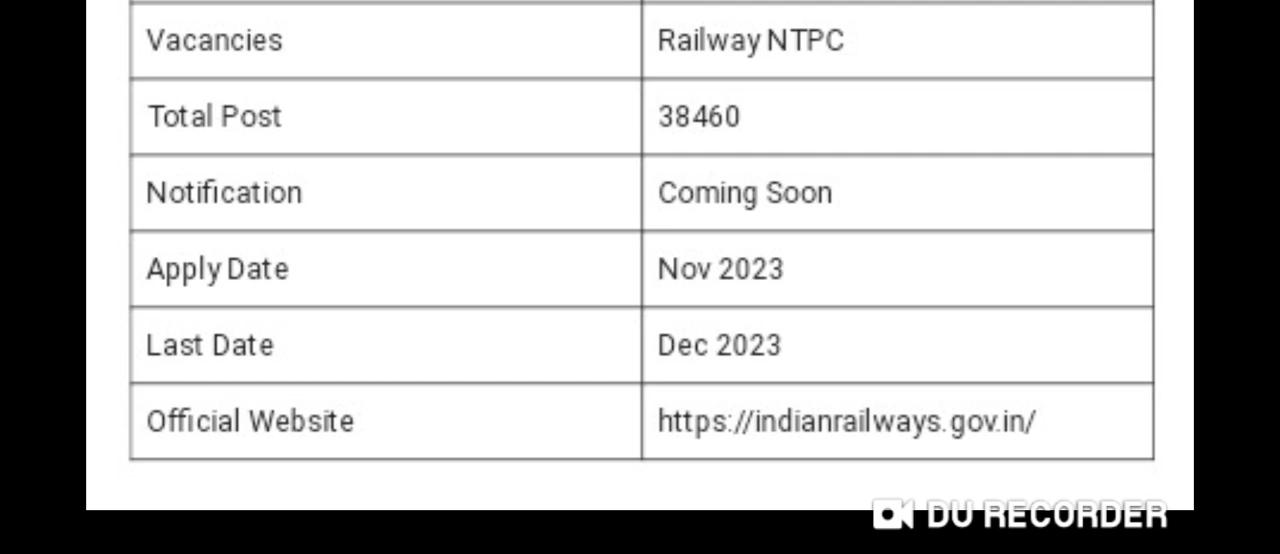 Vacancies Railway NTPC
Total Post 38460
Notification Coming Soon
Apply Date Nov 2023
Last Date Dec 2023
Official Website https://indianrailways.gov.in/
DU RECORDER